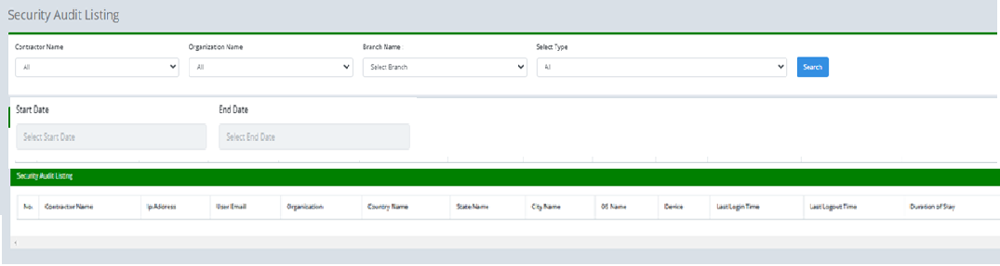 Security Audit Listing
Contractor Name Organization Name Branch Name Select Type
All All Select Branch All Search
Start Date End Date
Select Start Date Select End Date
Security Audit Listing
No. Contractor Name Ip Address User Email Organisation Country Name State Name City Name OS Name Device Last Login Time Last Logout Time Duration of Stay